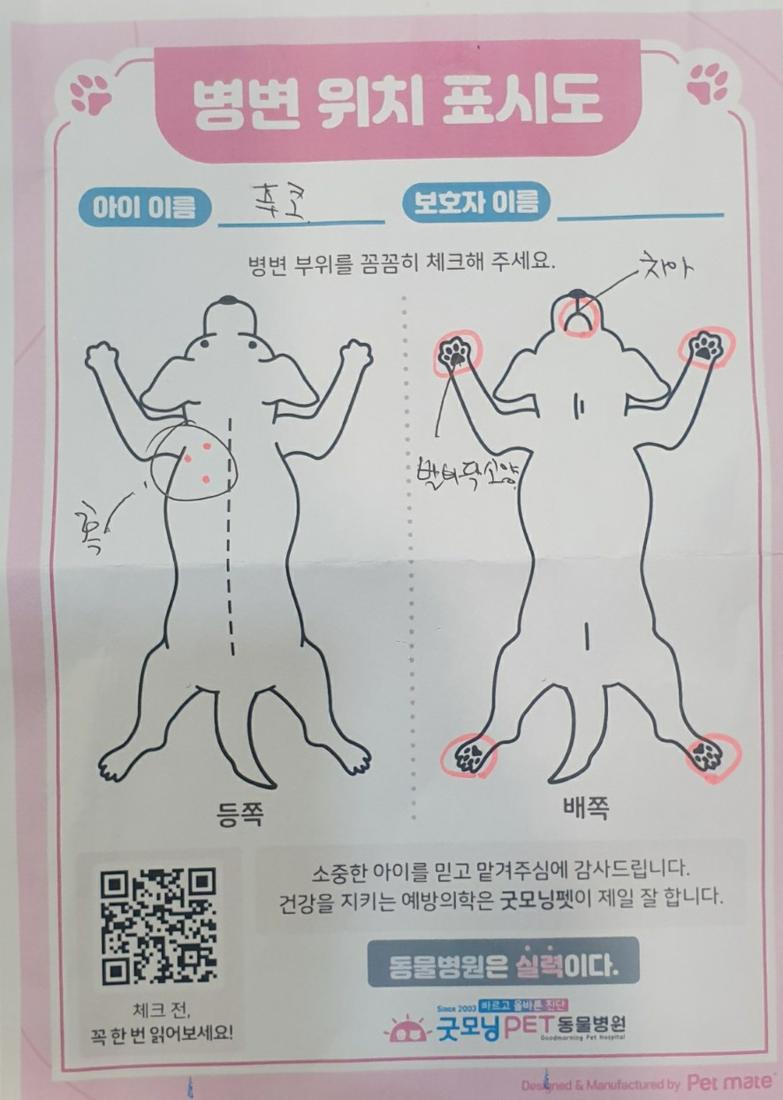 병변 위치 표시도
아이 이름 쵸코 보호자 이름
병변 부위를 꼼꼼히 체크해 주세요.
치아
발바닥소양
혹
등쪽
배쪽
소중한 아이를 믿고 맡겨주심에 감사드립니다.
건강을 지키는 예방의학은 굿모닝펫이 제일 잘 합니다.
동물병원은 실력이다.
체크 전,
꼭 한 번 읽어보세요!
Since 2003 빠르고 올바른 진단
굿모닝PET동물병원
Goodmorning Pet Hospital
Designed & Manufactured by Pet mate